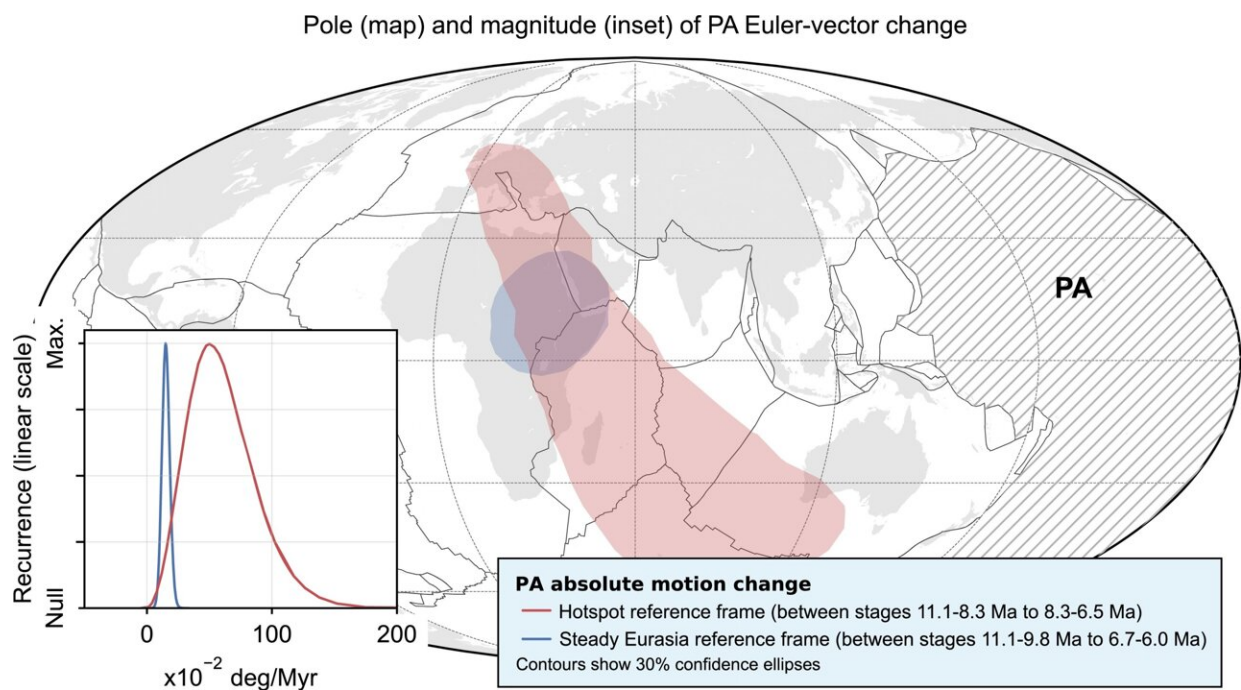 Pole (map) and magnitude (inset) of PA Euler-vector change
PA
Recurrence (linear scale)
Max.
Null
0
100
200
x10⁻² deg/Myr
PA absolute motion change
Hotspot reference frame (between stages 11.1-8.3 Ma to 8.3-6.5 Ma)
Steady Eurasia reference frame (between stages 11.1-9.8 Ma to 6.7-6.0 Ma)
Contours show 30% confidence ellipses